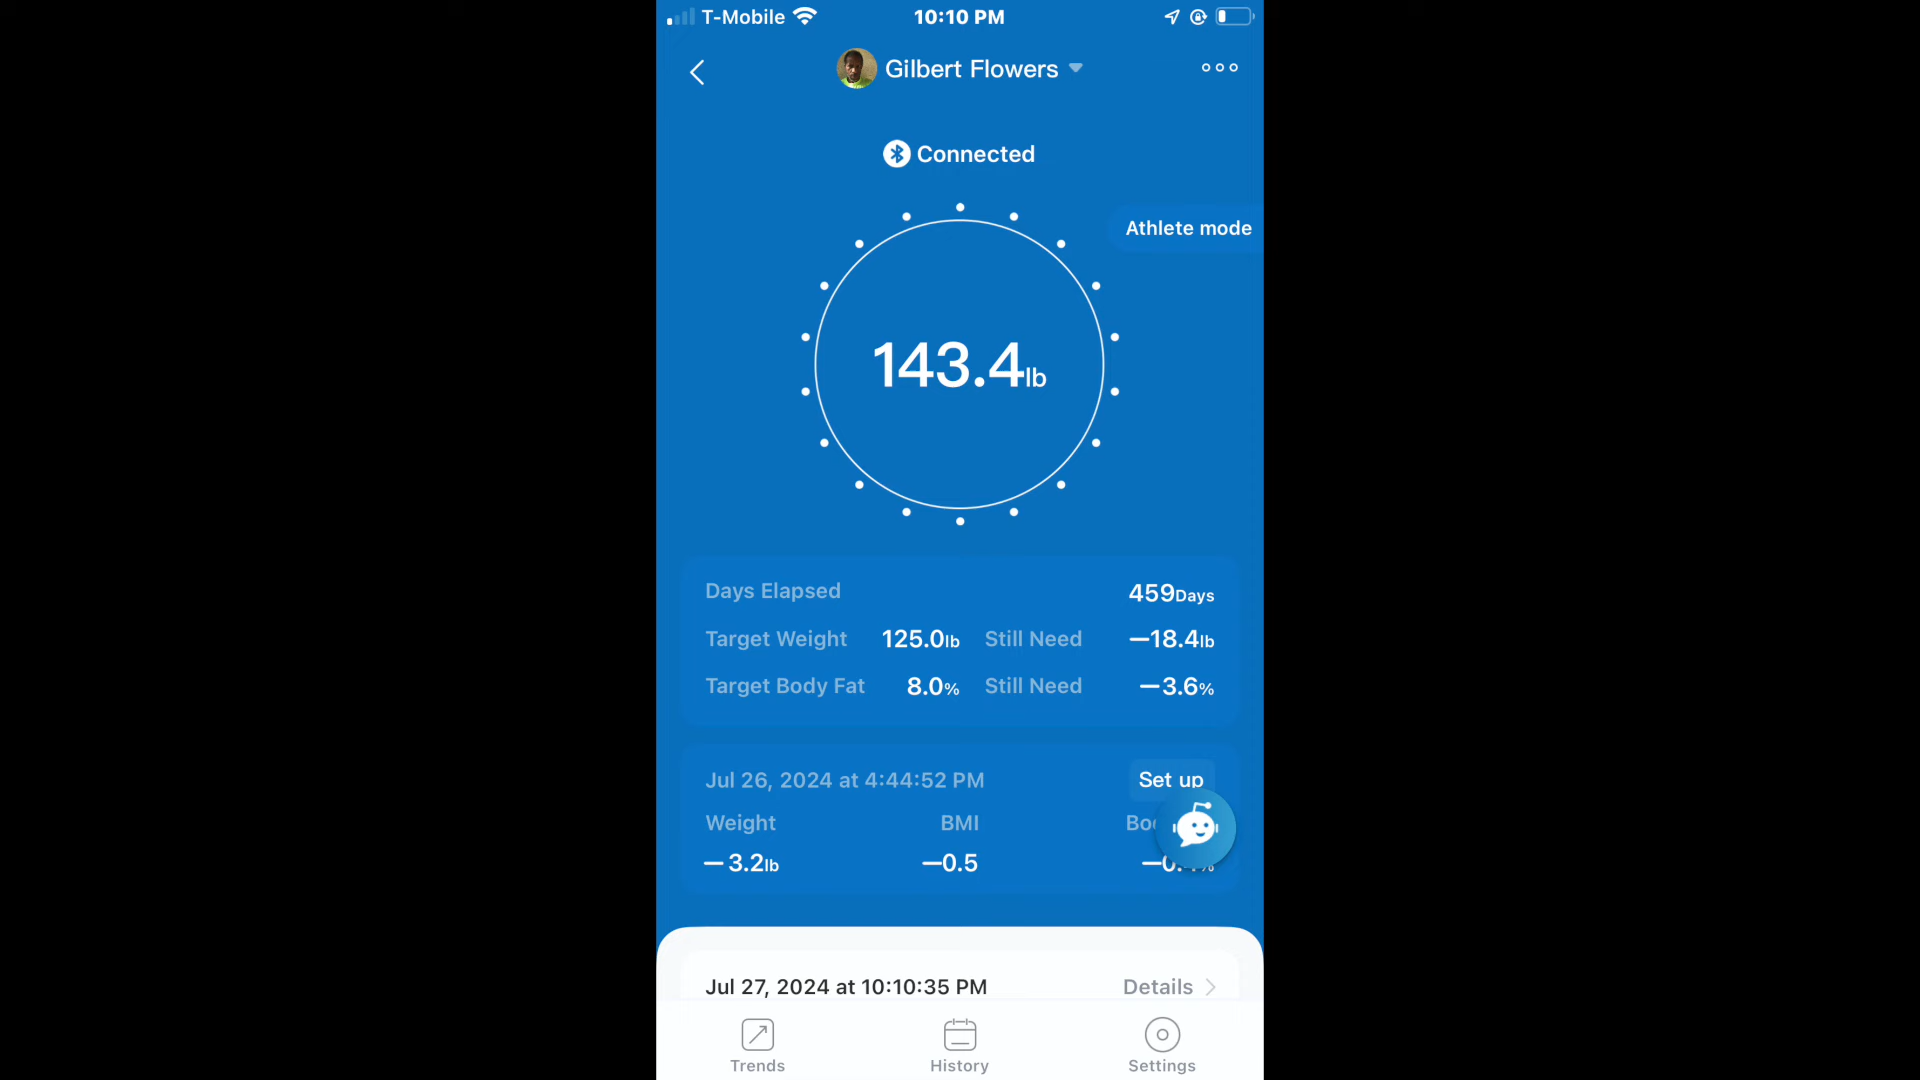 T-Mobile 10:10 PM
Gilbert Flowers
Connected
Athlete mode
143.4lb
Days Elapsed 459Days
Target Weight 125.0lb Still Need −18.4lb
Target Body Fat 8.0% Still Need −3.6%
Jul 26, 2024 at 4:44:52 PM Set up
Weight BMI
−3.2lb −0.5
Jul 27, 2024 at 10:10:35 PM Details
Trends History Settings